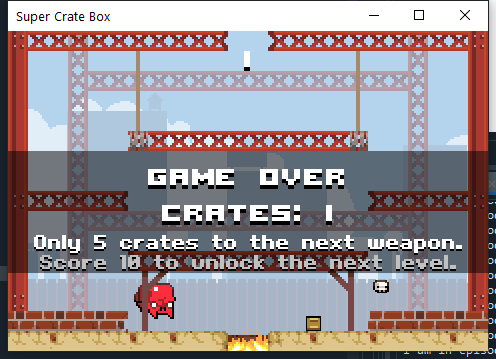 Super Crate Box
GAME OVER
CRATES: 1
Only 5 crates to the next weapon.
Score 10 to unlock the next level.